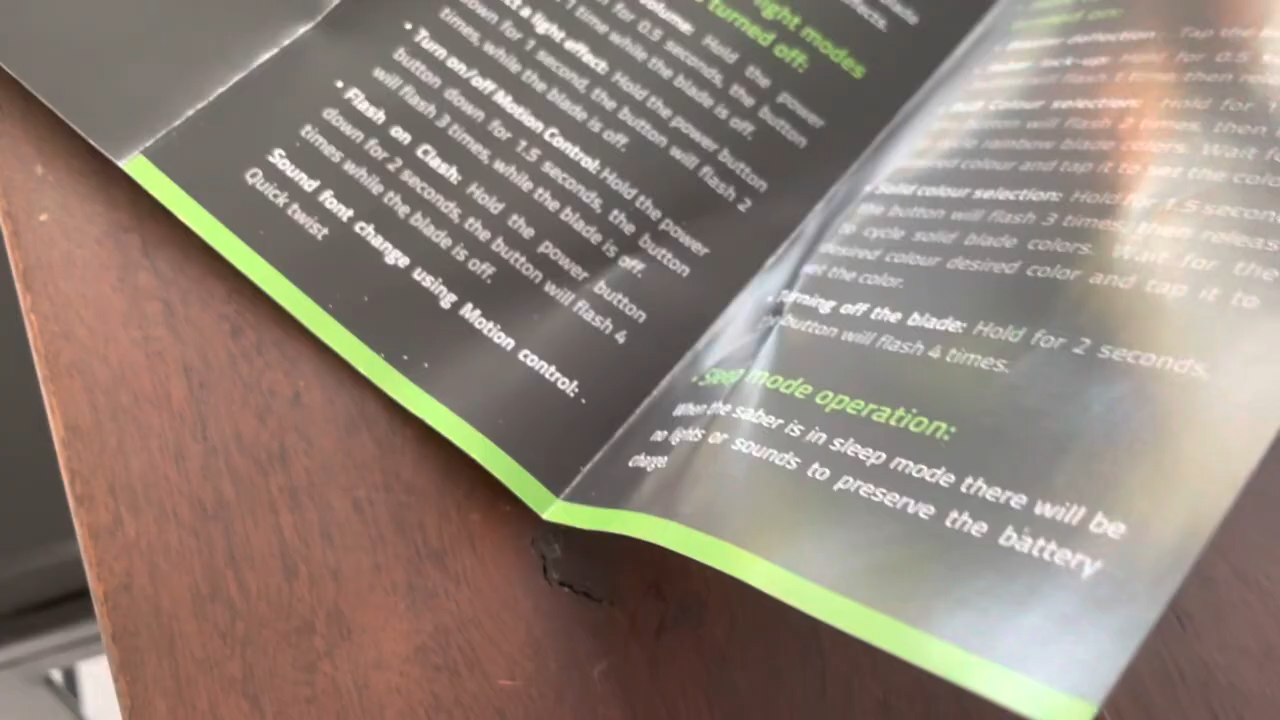 light modes
turned off:
volume: Hold the power
for 0.5 seconds, the button
1 time while the blade is off.
a light effect: Hold the power button
down for 1 second, the button will flash 2
times, while the blade is off.
• Turn on/off Motion Control: Hold the power
button down for 1.5 seconds, the button
will flash 3 times, while the blade is off.
• Flash on Clash: Hold the power button
down for 2 seconds, the button will flash 4
times while the blade is off.
Sound font change using Motion control: -
Quick twist
Tap the
for 0.5
flash 1 time, then
Colour selection: Hold for 1
button will flash 2 times, then
rainbow blade colors. Wait
colour and tap it to set the
• Solid colour selection: Hold for 1.5
the button will flash 3 times, then release
to cycle solid blade colors. Wait for the
desired colour desired color and tap it to
set the color.
• Turning off the blade: Hold for 2 seconds,
button will flash 4 times.
• Sleep mode operation:
When the saber is in sleep mode there will be
no lights or sounds to preserve the battery
charge.